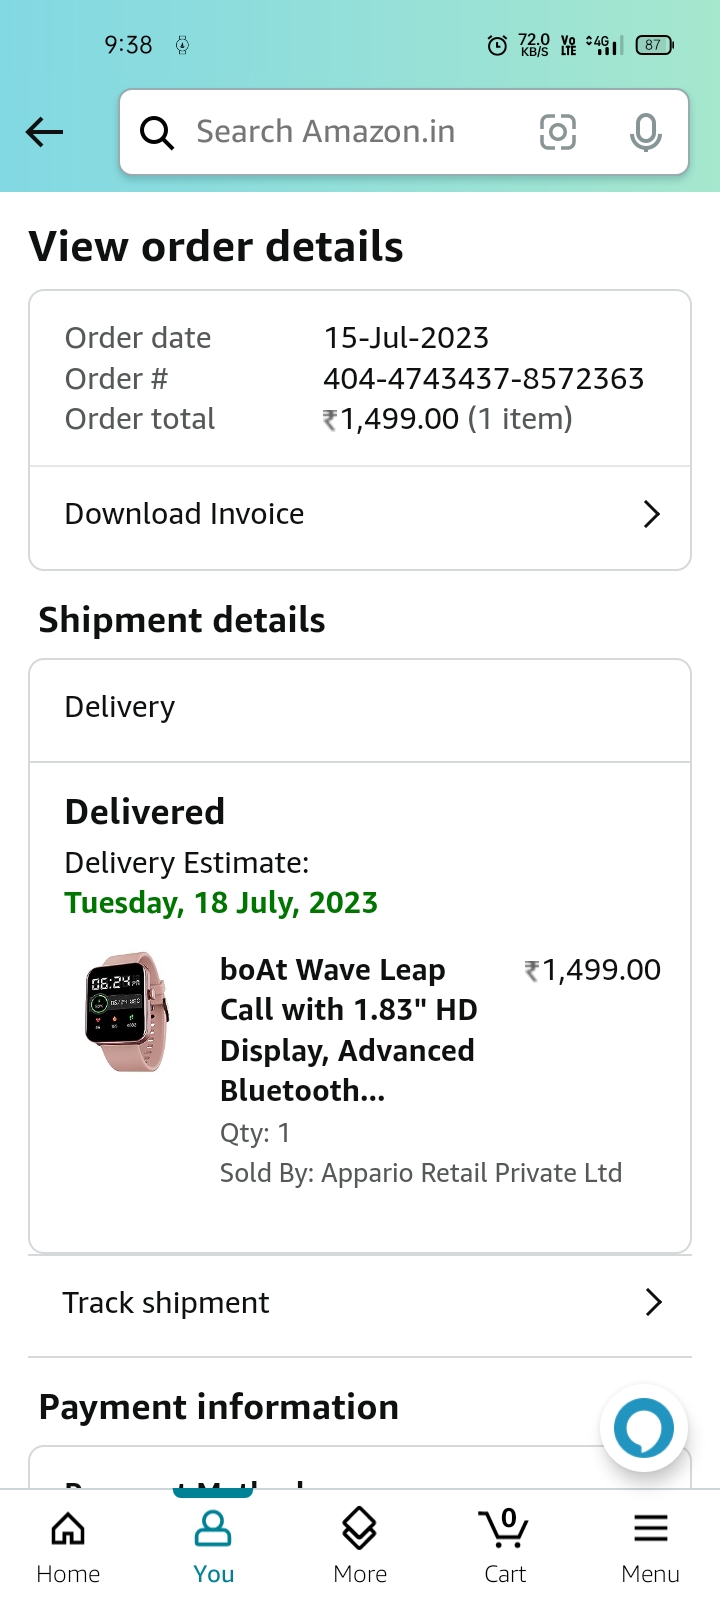 9:38
72.0
KB/S
Vo
LTE
4G
87
Search Amazon.in
View order details
Order date 15-Jul-2023
Order # 404-4743437-8572363
Order total ₹1,499.00 (1 item)
Download Invoice
Shipment details
Delivery
Delivered
Delivery Estimate:
Tuesday, 18 July, 2023
06:24
boAt Wave Leap ₹1,499.00
Call with 1.83" HD
Display, Advanced
Bluetooth...
Qty: 1
Sold By: Appario Retail Private Ltd
Track shipment
Payment information
0
Home You More Cart Menu